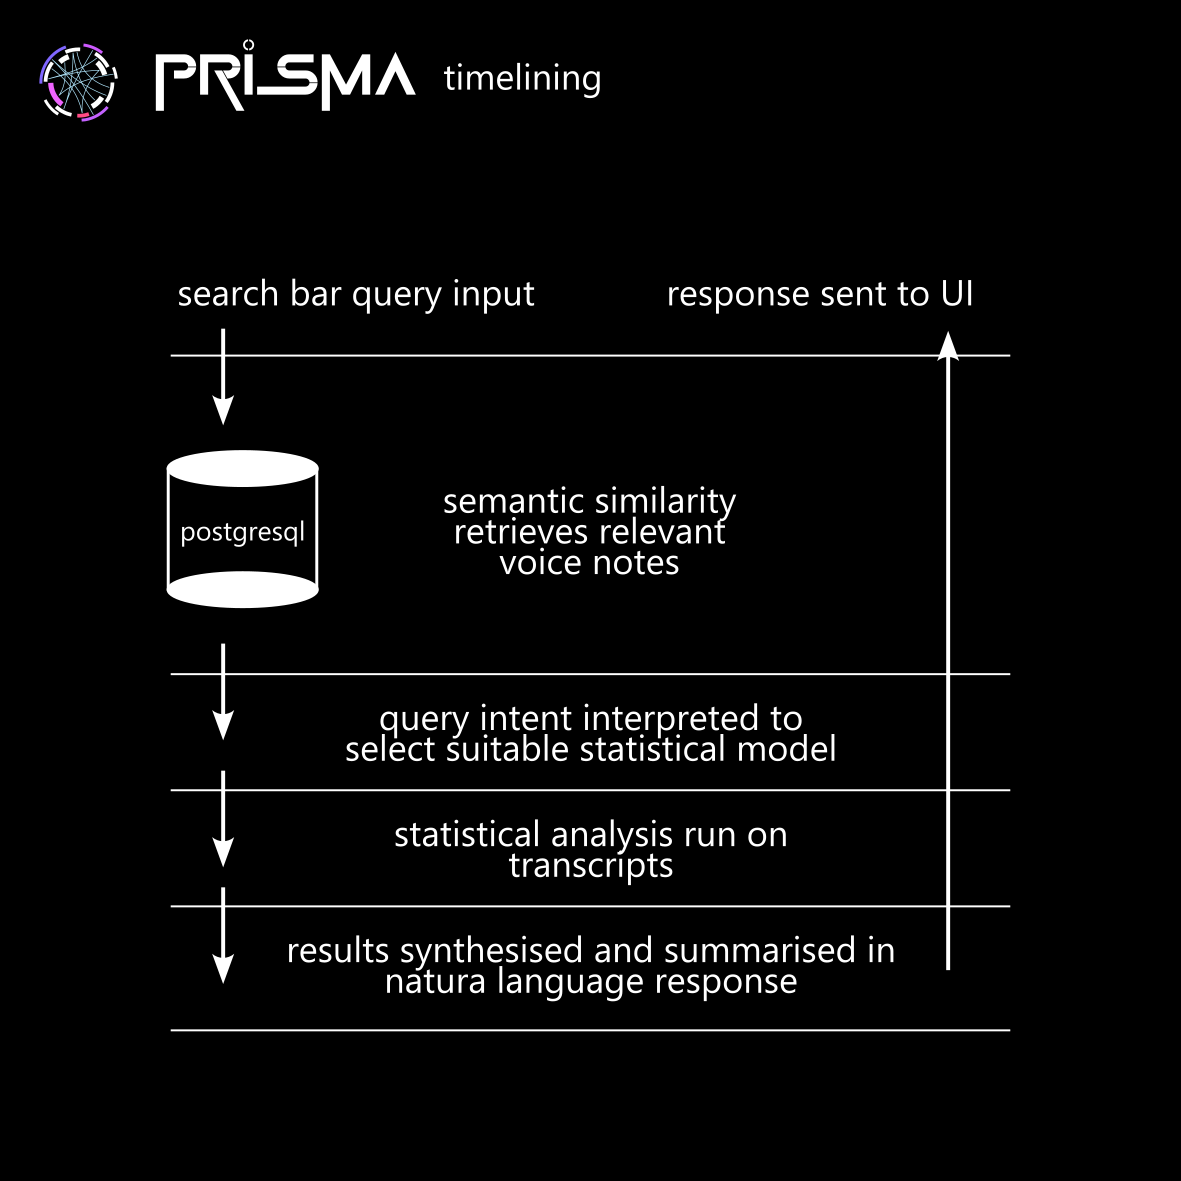 PRISMA timelining
search bar query input
response sent to UI
postgresql
semantic similarity
retrieves relevant
voice notes
query intent interpreted to
select suitable statistical model
statistical analysis run on
transcripts
results synthesised and summarised in
natura language response